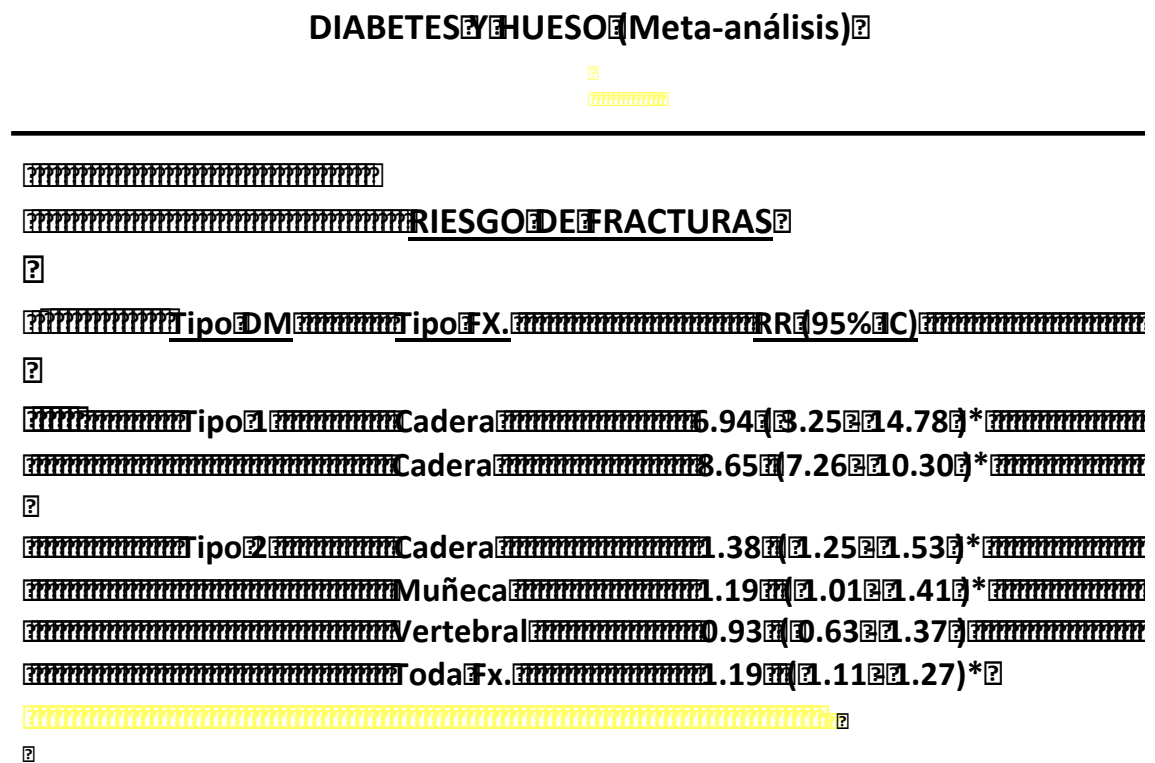 DIABETES Y HUESO (Meta-análisis)
RIESGO DE FRACTURAS
Tipo DM Tipo FX. RR (95% IC)
Tipo 1 Cadera 6.94 ( 3.25 - 14.78 )*
Cadera 8.65 (7.26 - 10.30 )*
Tipo 2 Cadera 1.38 ( 1.25 - 1.53 )*
Muñeca 1.19 ( 1.01 - 1.41 )*
Vertebral 0.93 ( 0.63 - 1.37 )
Toda Fx. 1.19 ( 1.11 - 1.27)*